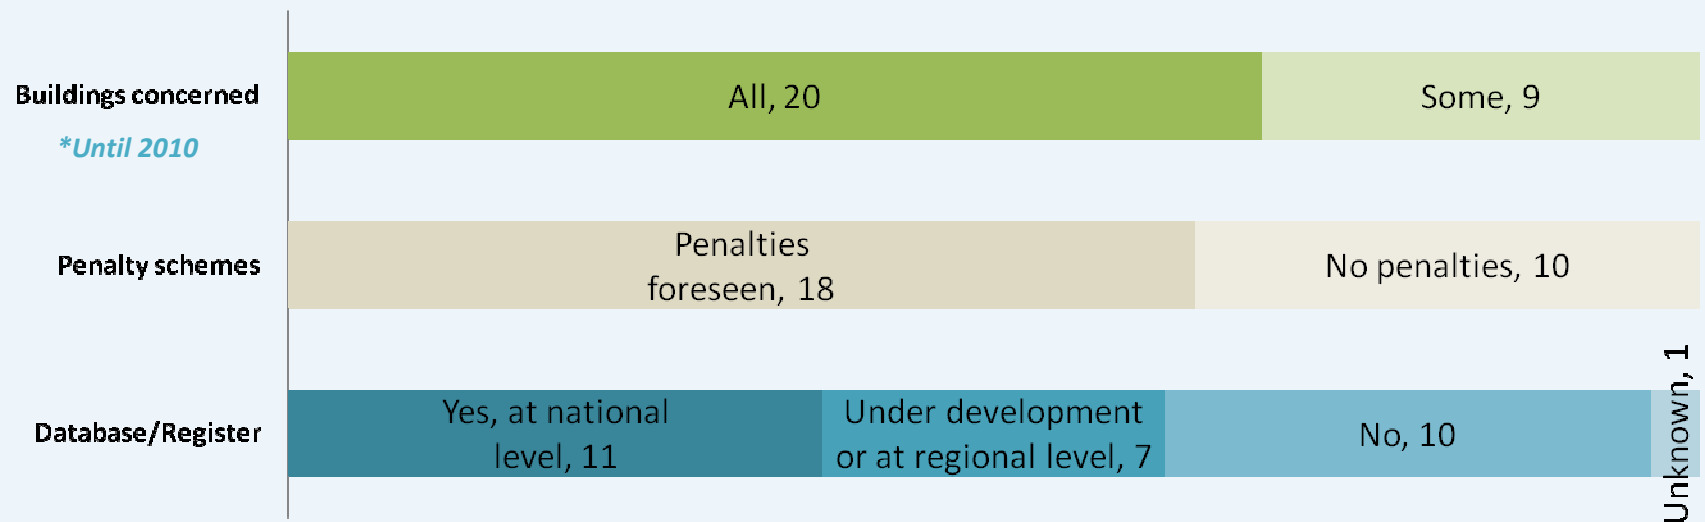 Buildings concerned
*Until 2010
All, 20
Some, 9
Penalty schemes
Penalties
foreseen, 18
No penalties, 10
Database/Register
Yes, at national
level, 11
Under development
or at regional level, 7
No, 10
Unknown, 1